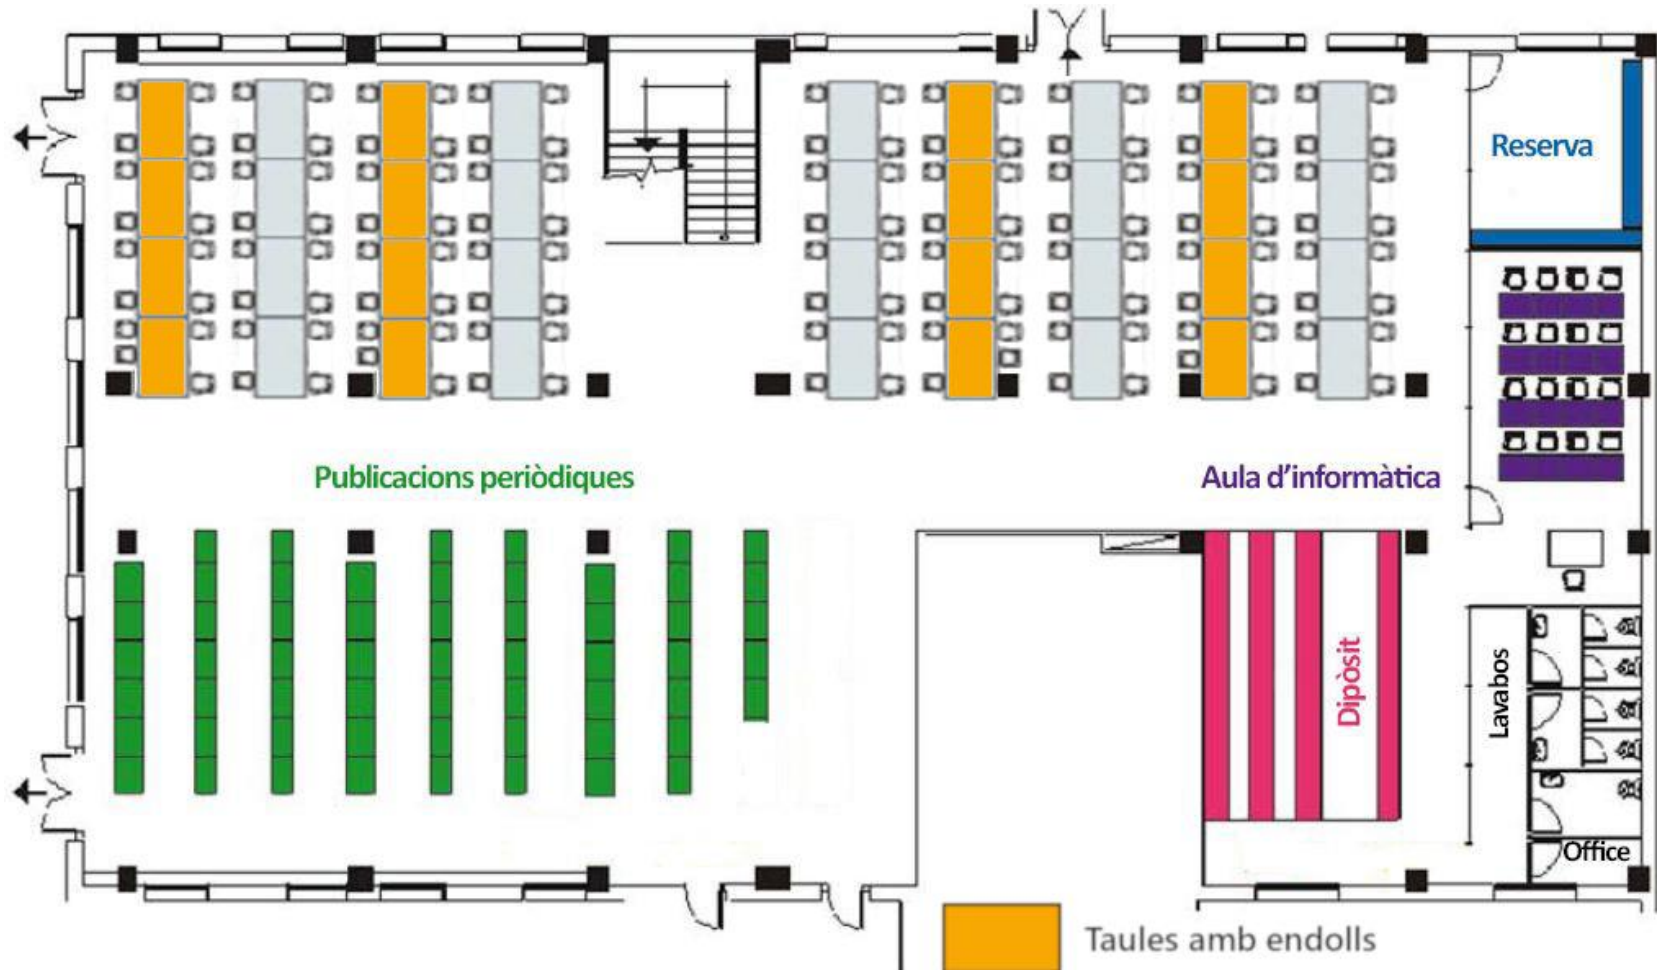 Reserva
Publicacions periòdiques
Aula d'informàtica
Dipòsit
Lavabos
Office
Taules amb endolls